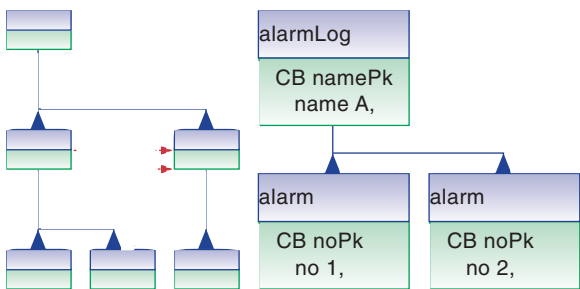 alarmLog
CB namePk
name A,
alarm
CB noPk
no 1,
alarm
CB noPk
no 2,